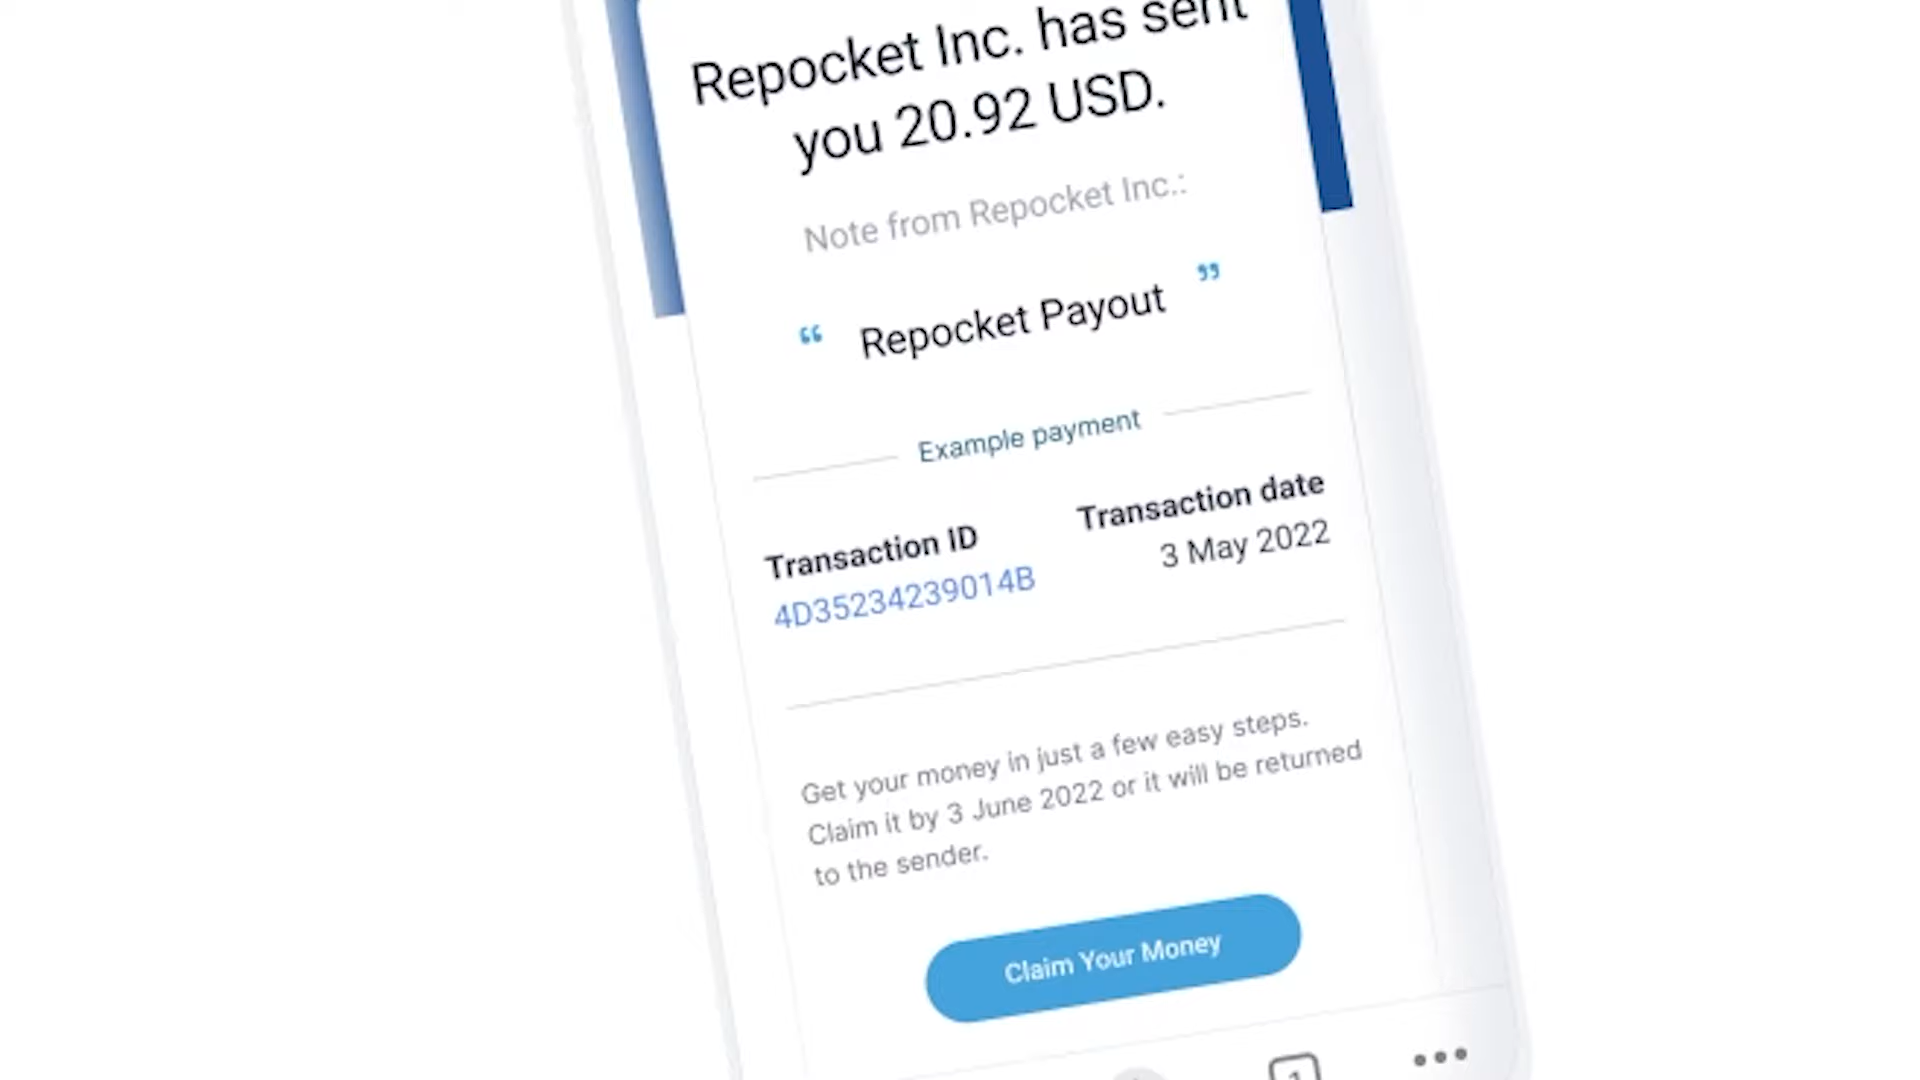 Repocket Inc. has sent
you 20.92 USD.
Note from Repocket Inc.:
“ Repocket Payout ”
Example payment
Transaction ID
4D35234239014B
Transaction date
3 May 2022
Get your money in just a few easy steps.
Claim it by 3 June 2022 or it will be returned
to the sender.
Claim Your Money
1